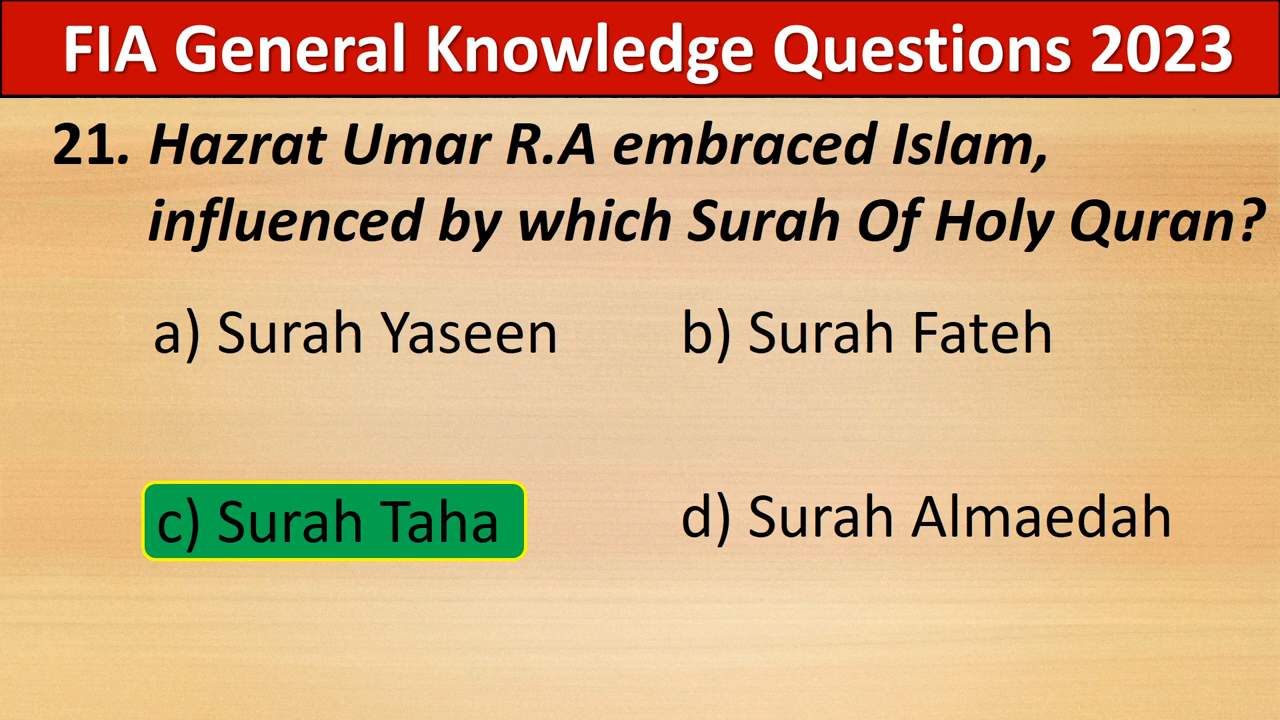 FIA General Knowledge Questions 2023
21. Hazrat Umar R.A embraced Islam,
influenced by which Surah Of Holy Quran?
a) Surah Yaseen
b) Surah Fateh
c) Surah Taha
d) Surah Almaedah